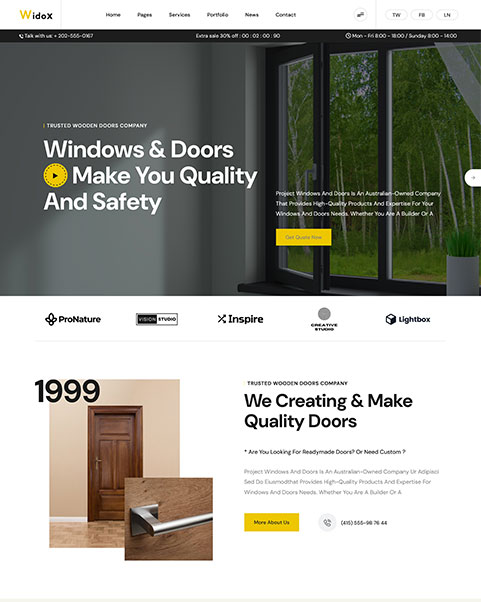 Widox
Home Pages Services Portfolio News Contact
TW FB LN
Talk with us: + 202-555-0167
Extra sale 30% off : 00 : 02 : 00 : 90
Mon - Fri 8:00 - 18:00 / Sunday 8:00 - 14:00
TRUSTED WOODEN DOORS COMPANY
Windows & Doors
Make You Quality
And Safety
Project Windows And Doors Is An Australian-Owned Company
That Provides High-Quality Products And Expertise For Your
Windows And Doors Needs. Whether You Are A Builder Or A
Get Quote Now
ProNature
VISION STUDIO
Inspire
CREATIVE
STUDIO
Lightbox
1999
TRUSTED WOODEN DOORS COMPANY
We Creating & Make
Quality Doors
* Are You Looking For Readymade Doors? Or Need Custom ?
Project Windows And Doors Is An Australian-Owned Company Ur Adipisci
Sed Do Eiusmodthat Provides High-Quality Products And Expertise For
Windows And Doors Needs. Whether You Are A Builder Or A
More About Us
(415) 555-98 76 44